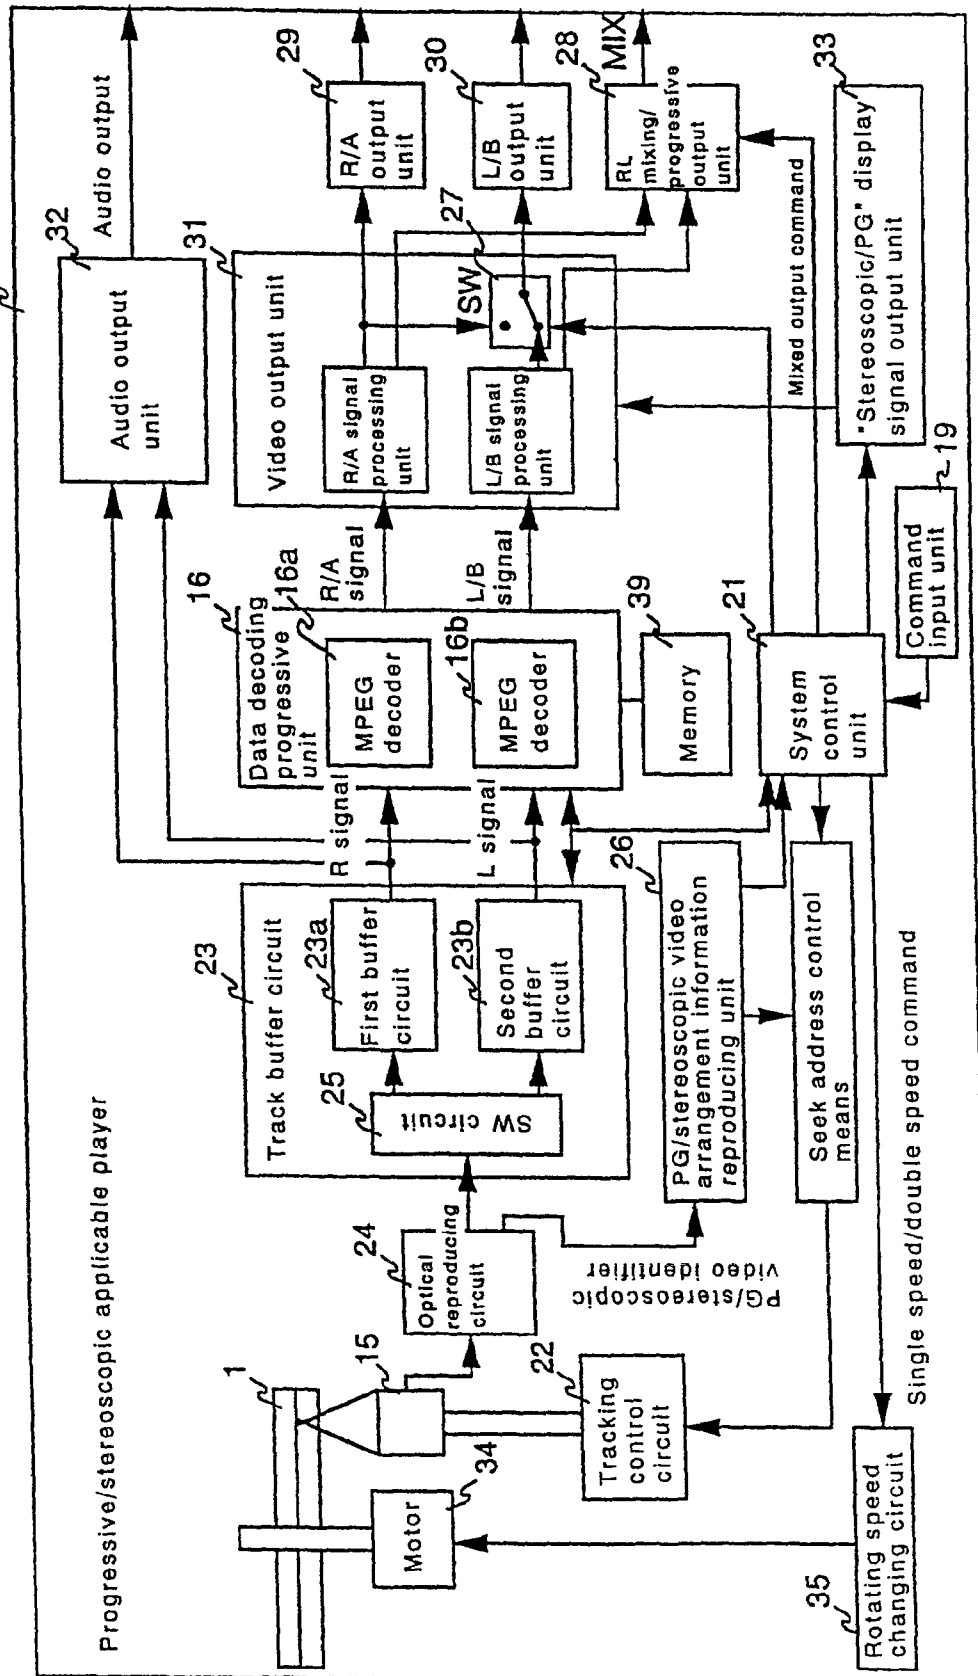 Progressive/stereoscopic applicable player
1
15
Motor
34
Rotating speed
changing circuit
35
22
Tracking
control
circuit
24
Optical
reproducing
circuit
PG/stereoscopic
video identifier
23
Track buffer circuit
25
SW circuit
23a
First buffer
circuit
23b
Second
buffer
circuit
26
PG/stereoscopic video
arrangement information
reproducing unit
Seek address control
means
Single speed/double speed command
R signal
L signal
16
Data decoding
progressive
unit
16a
MPEG
decoder
16b
MPEG
decoder
39
Memory
21
System
control
unit
Command
input unit
19
R/A
signal
L/B
signal
32
Audio output
unit
Audio output
31
Video output unit
R/A signal
processing
unit
L/B signal
processing
unit
SW
27
29
R/A
output
unit
30
L/B
output
unit
28
RL
mixing/
progressive
output
unit
MIX
Mixed output command
33
"Stereoscopic/PG" display
signal output unit